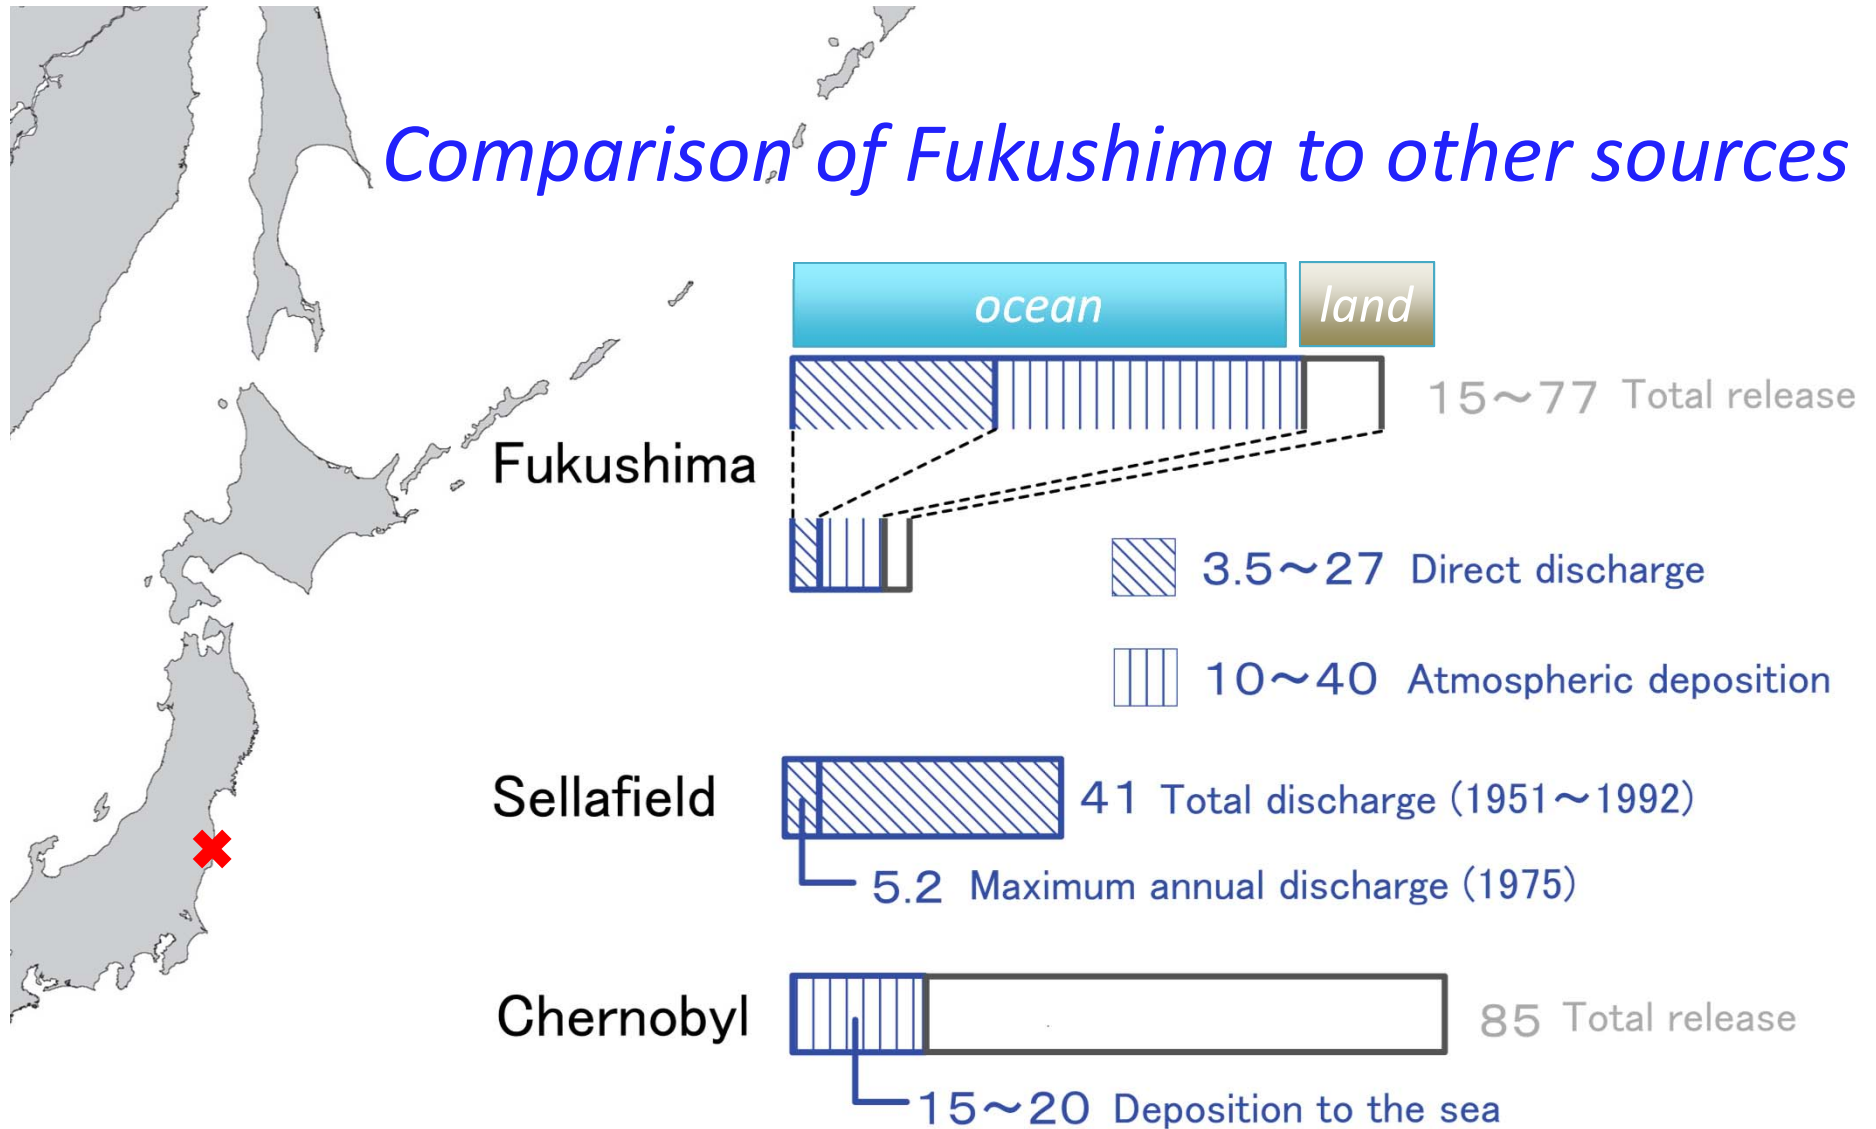 Comparison of Fukushima to other sources
ocean land
15～77 Total release
Fukushima
3.5～27 Direct discharge
10～40 Atmospheric deposition
Sellafield
41 Total discharge (1951～1992)
5.2 Maximum annual discharge (1975)
Chernobyl
85 Total release
15～20 Deposition to the sea